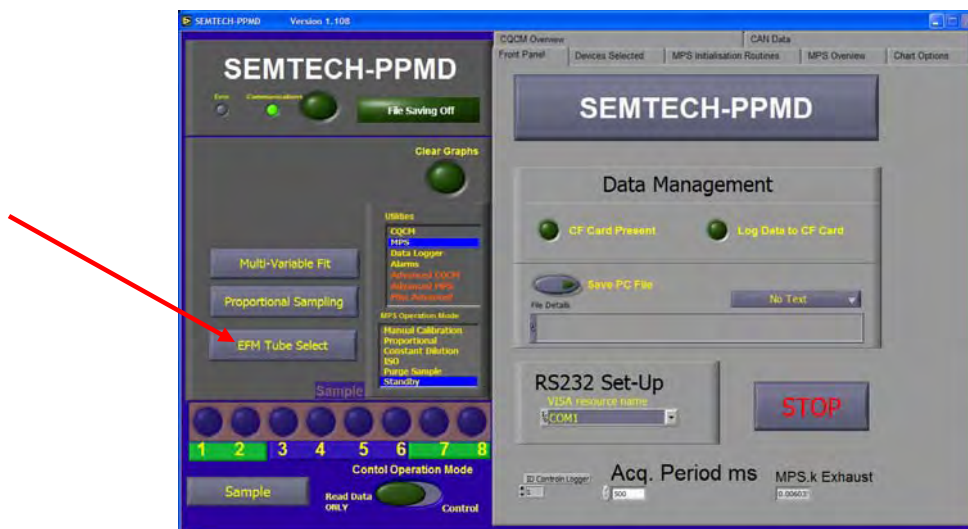 SEMTECH-PPMD Version 1.108
SEMTECH-PPMD
Error Communications
File Saving Off
Clear Graphs
Utilities
CQCM
MPS
Data Logger
Alarms
Advanced CQCM
Advanced MPS
Misc Advanced
Multi-Variable Fit
Proportional Sampling
EFM Tube Select
MPS Operation Mode
Manual Calibration
Proportional
Constant Dilution
ISO
Purge Sample
Standby
Sample
1 2 3 4 5 6 7 8
Contol Operation Mode
Sample
Read Data
ONLY
Control
CQCM Overview CAN Data
Front Panel Devices Selected MPS Initialisation Routines MPS Overview Chart Options
SEMTECH-PPMD
Data Management
CF Card Present Log Data to CF Card
Save PC File
File Details
No Text
RS232 Set-Up
VISA resource name
COM1
STOP
Acq. Period ms
500
MPS.k Exhaust
0.00603